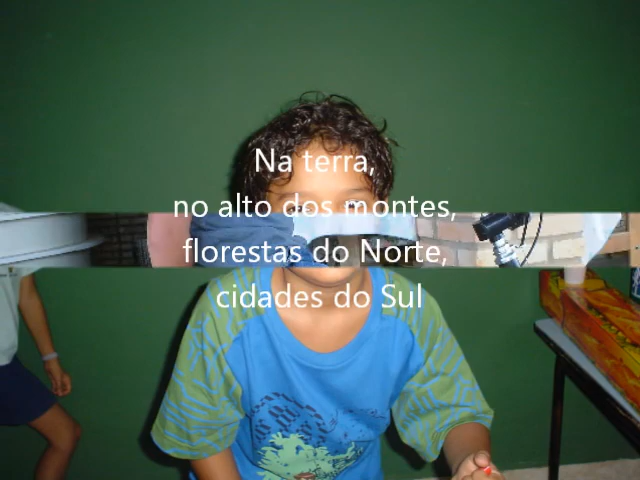 Na terra,
no alto dos montes,
florestas do Norte,
cidades do Sul